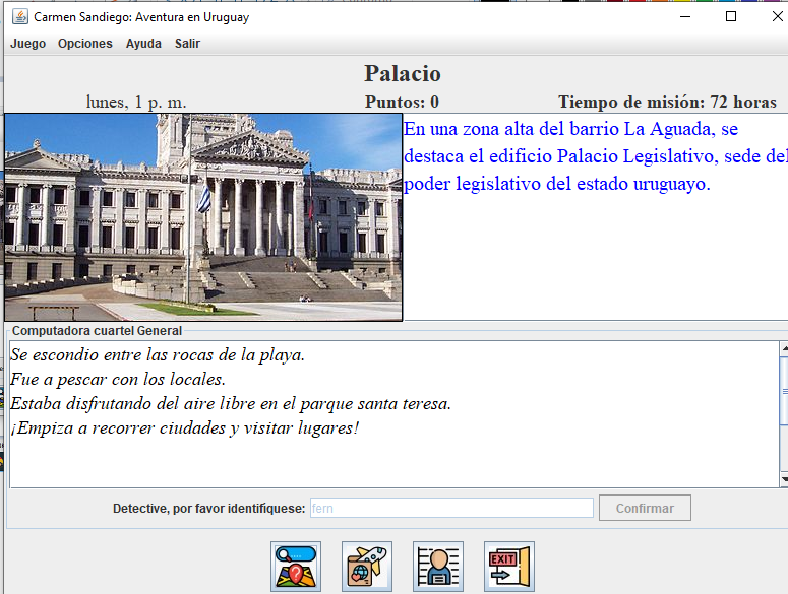 Carmen Sandiego: Aventura en Uruguay
Juego Opciones Ayuda Salir
Palacio
lunes, 1 p. m. Puntos: 0 Tiempo de misión: 72 horas
En una zona alta del barrio La Aguada, se
destaca el edificio Palacio Legislativo, sede del
poder legislativo del estado uruguayo.
Computadora cuartel General
Se escondio entre las rocas de la playa.
Fue a pescar con los locales.
Estaba disfrutando del aire libre en el parque santa teresa.
¡Empiza a recorrer ciudades y visitar lugares!
Detective, por favor identifiquese: fern Confirmar
EXIT